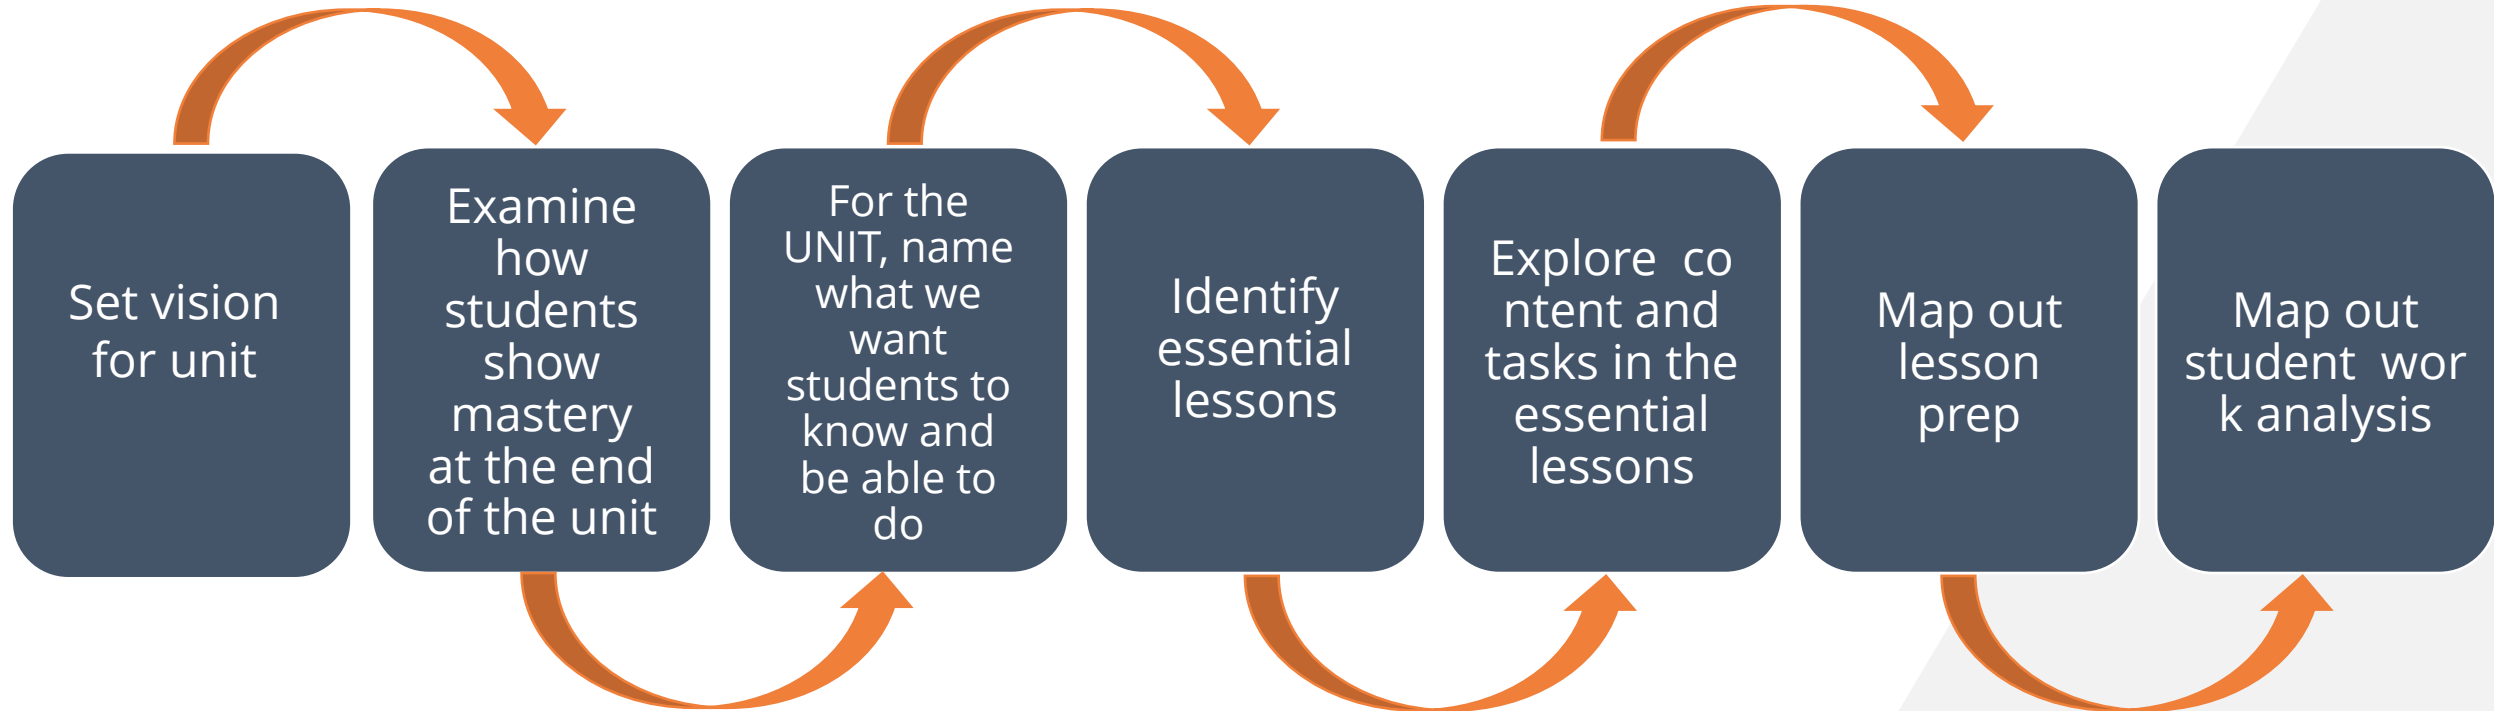 Set vision
for unit
Examine
how
students
show
mastery
at the end
of the unit
For the
UNIT, name
what we
want
students to
know and
be able to
do
Identify
essential
lessons
Explore  co
ntent and
tasks in the
essential
lessons
Map out
lesson
prep
Map out
student  wor
k analysis